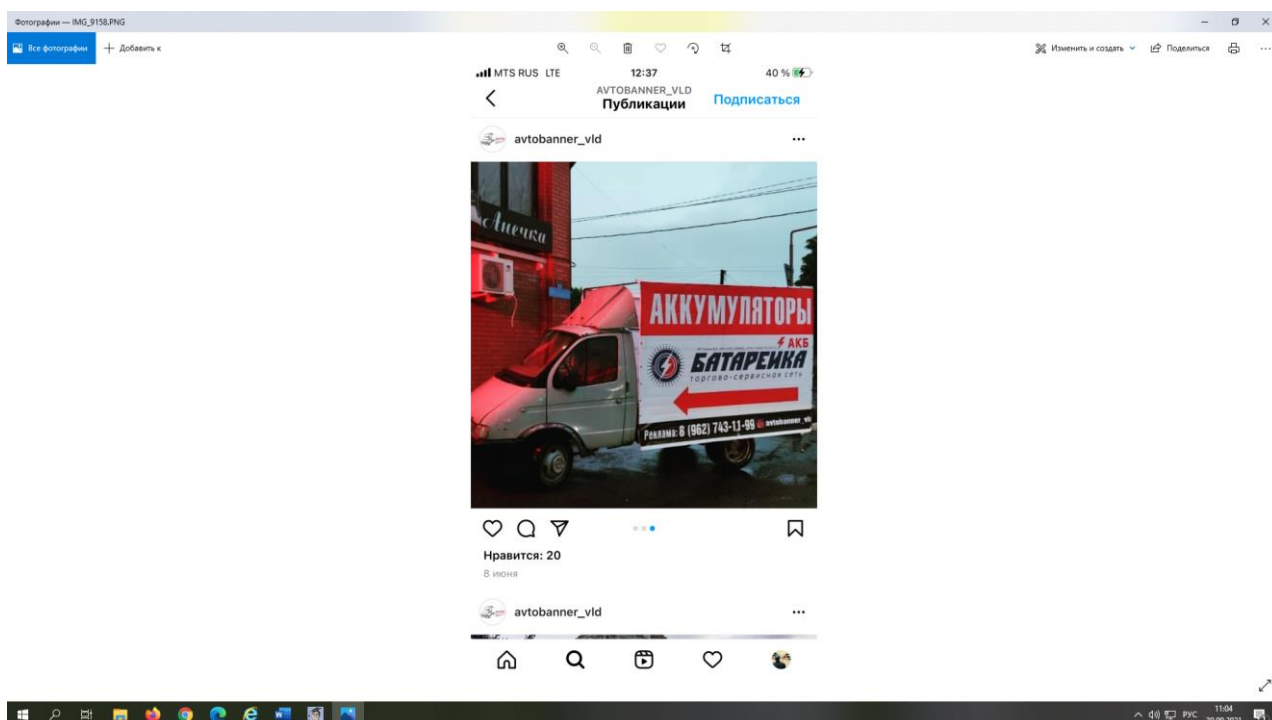 Фотографии — IMG_9158.PNG
Все фотографии
Добавить к
Изменить и создать
Поделиться
MTS RUS LTE 12:37 40 %
AVTOBANNER_VLD
Публикации
Подписаться
avtobanner_vld
Анечка
АККУМУЛЯТОРЫ
АКБ
БАТАРЕЙКА
торгово-сервисная сеть
Реклама: 8 (962) 743-11-99 avtobanner_vld
Нравится: 20
8 июня
avtobanner_vld
11:04
РУС